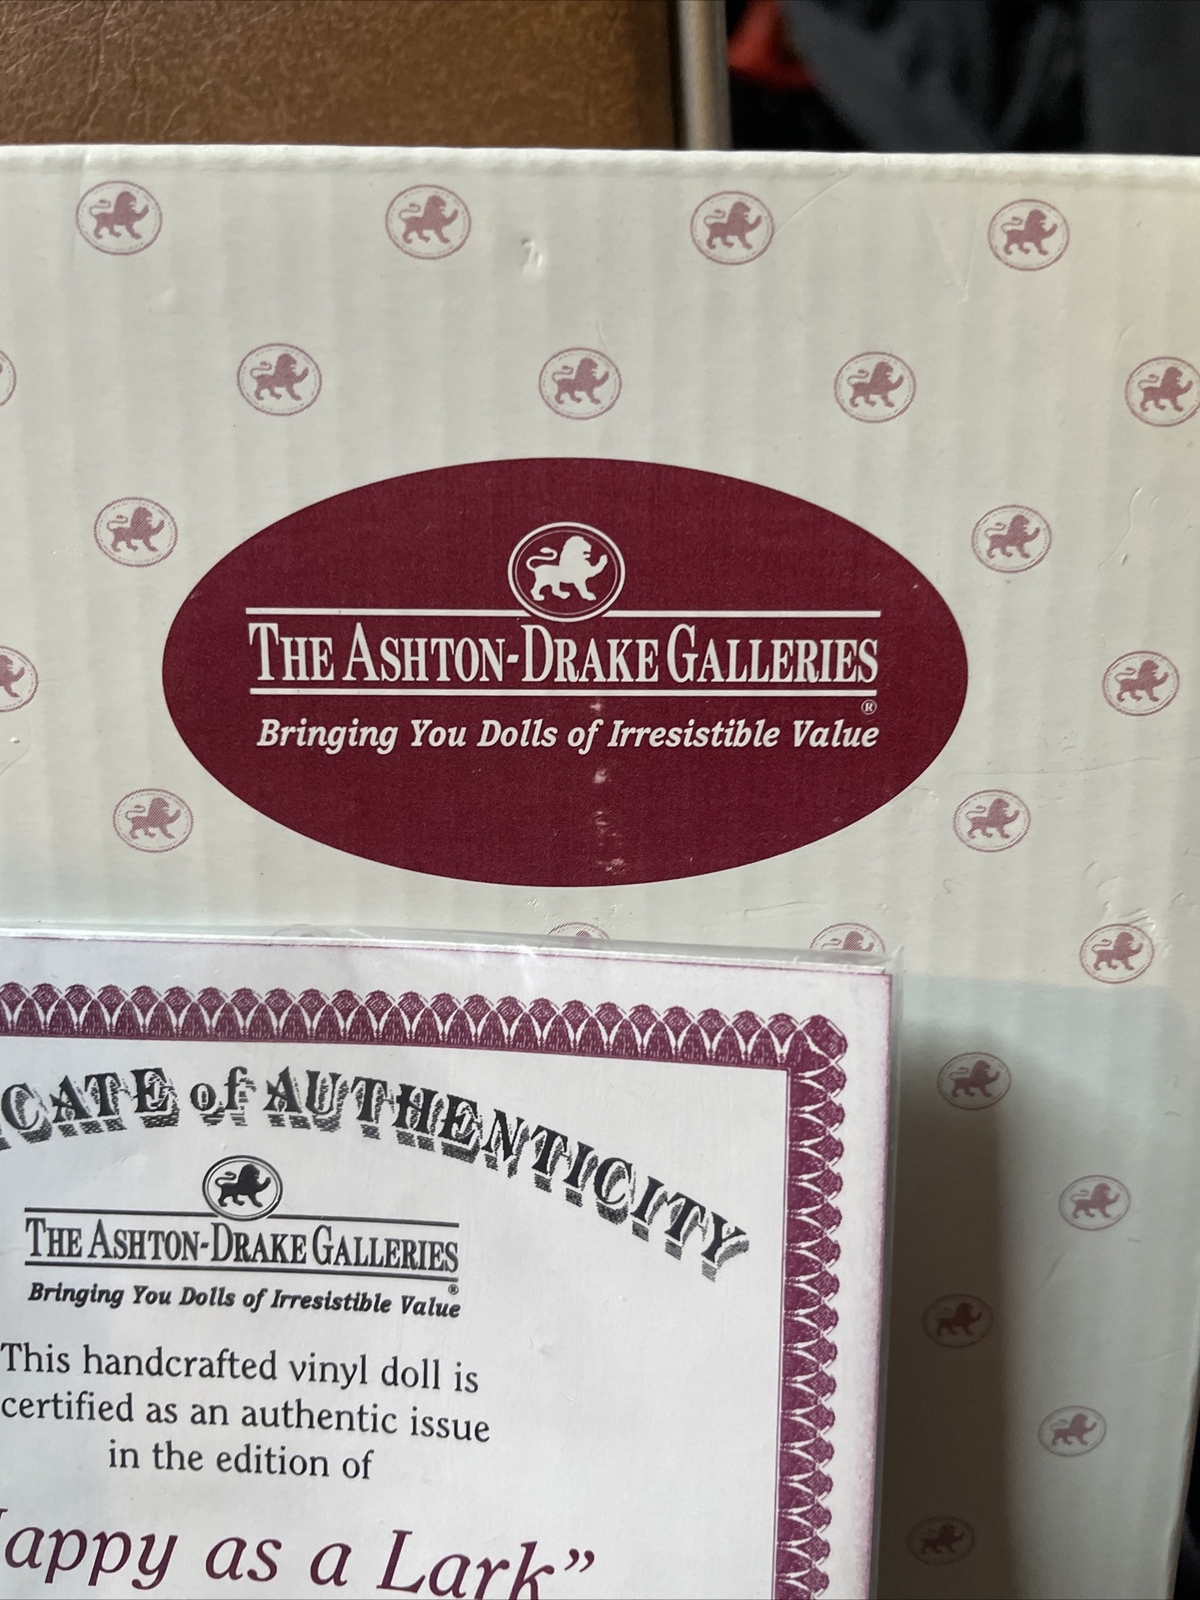 THE ASHTON-DRAKE GALLERIES
®
Bringing You Dolls of Irresistible Value
CATE of AUTHENTICITY
THE ASHTON-DRAKE GALLERIES
®
Bringing You Dolls of Irresistible Value
This handcrafted vinyl doll is
certified as an authentic issue
in the edition of
appy as a Lark”